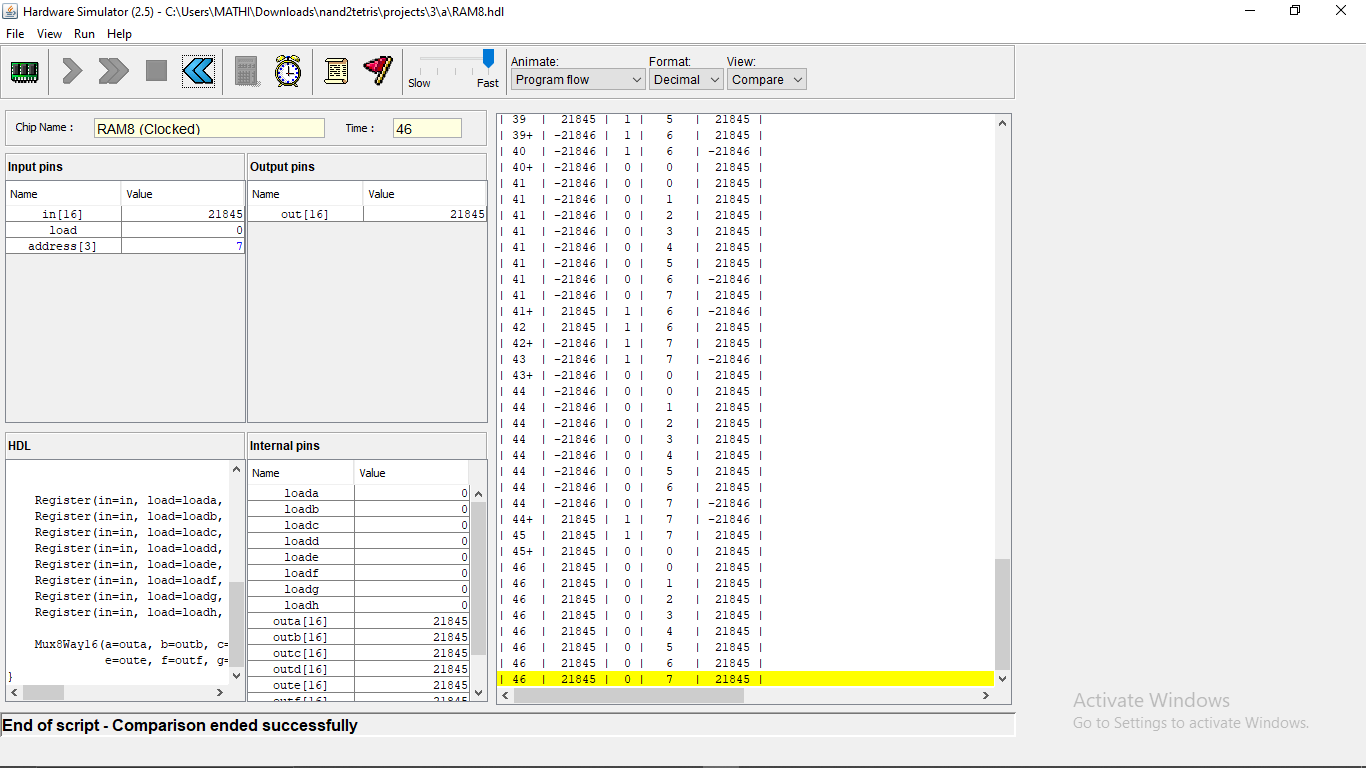 Hardware Simulator (2.5) - C:\Users\MATHI\Downloads\nand2tetris\projects\3\a\RAM8.hdl
File View Run Help
Slow Fast
Animate: Format: View:
Program flow Decimal Compare
Chip Name : RAM8 (Clocked) Time : 46
Input pins
Name Value
in[16] 21845
load 0
address[3] 7
Output pins
Name Value
out[16] 21845
HDL
Register(in=in, load=loada,
Register(in=in, load=loadb,
Register(in=in, load=loadc,
Register(in=in, load=loadd,
Register(in=in, load=loade,
Register(in=in, load=loadf,
Register(in=in, load=loadg,
Register(in=in, load=loadh,
Mux8Way16(a=outa, b=outb, c=
e=oute, f=outf, g=
}
Internal pins
Name Value
loada 0
loadb 0
loadc 0
loadd 0
loade 0
loadf 0
loadg 0
loadh 0
outa[16] 21845
outb[16] 21845
outc[16] 21845
outd[16] 21845
oute[16] 21845
outf[16] 21845
| 39 | 21845 | 1 | 5 | 21845 |
| 39+ | -21846 | 1 | 6 | 21845 |
| 40 | -21846 | 1 | 6 | -21846 |
| 40+ | -21846 | 0 | 0 | 21845 |
| 41 | -21846 | 0 | 0 | 21845 |
| 41 | -21846 | 0 | 1 | 21845 |
| 41 | -21846 | 0 | 2 | 21845 |
| 41 | -21846 | 0 | 3 | 21845 |
| 41 | -21846 | 0 | 4 | 21845 |
| 41 | -21846 | 0 | 5 | 21845 |
| 41 | -21846 | 0 | 6 | -21846 |
| 41 | -21846 | 0 | 7 | 21845 |
| 41+ | 21845 | 1 | 6 | -21846 |
| 42 | 21845 | 1 | 6 | 21845 |
| 42+ | -21846 | 1 | 7 | 21845 |
| 43 | -21846 | 1 | 7 | -21846 |
| 43+ | -21846 | 0 | 0 | 21845 |
| 44 | -21846 | 0 | 0 | 21845 |
| 44 | -21846 | 0 | 1 | 21845 |
| 44 | -21846 | 0 | 2 | 21845 |
| 44 | -21846 | 0 | 3 | 21845 |
| 44 | -21846 | 0 | 4 | 21845 |
| 44 | -21846 | 0 | 5 | 21845 |
| 44 | -21846 | 0 | 6 | 21845 |
| 44 | -21846 | 0 | 7 | -21846 |
| 44+ | 21845 | 1 | 7 | -21846 |
| 45 | 21845 | 1 | 7 | 21845 |
| 45+ | 21845 | 0 | 0 | 21845 |
| 46 | 21845 | 0 | 0 | 21845 |
| 46 | 21845 | 0 | 1 | 21845 |
| 46 | 21845 | 0 | 2 | 21845 |
| 46 | 21845 | 0 | 3 | 21845 |
| 46 | 21845 | 0 | 4 | 21845 |
| 46 | 21845 | 0 | 5 | 21845 |
| 46 | 21845 | 0 | 6 | 21845 |
| 46 | 21845 | 0 | 7 | 21845 |
Activate Windows
Go to Settings to activate Windows.
End of script - Comparison ended successfully